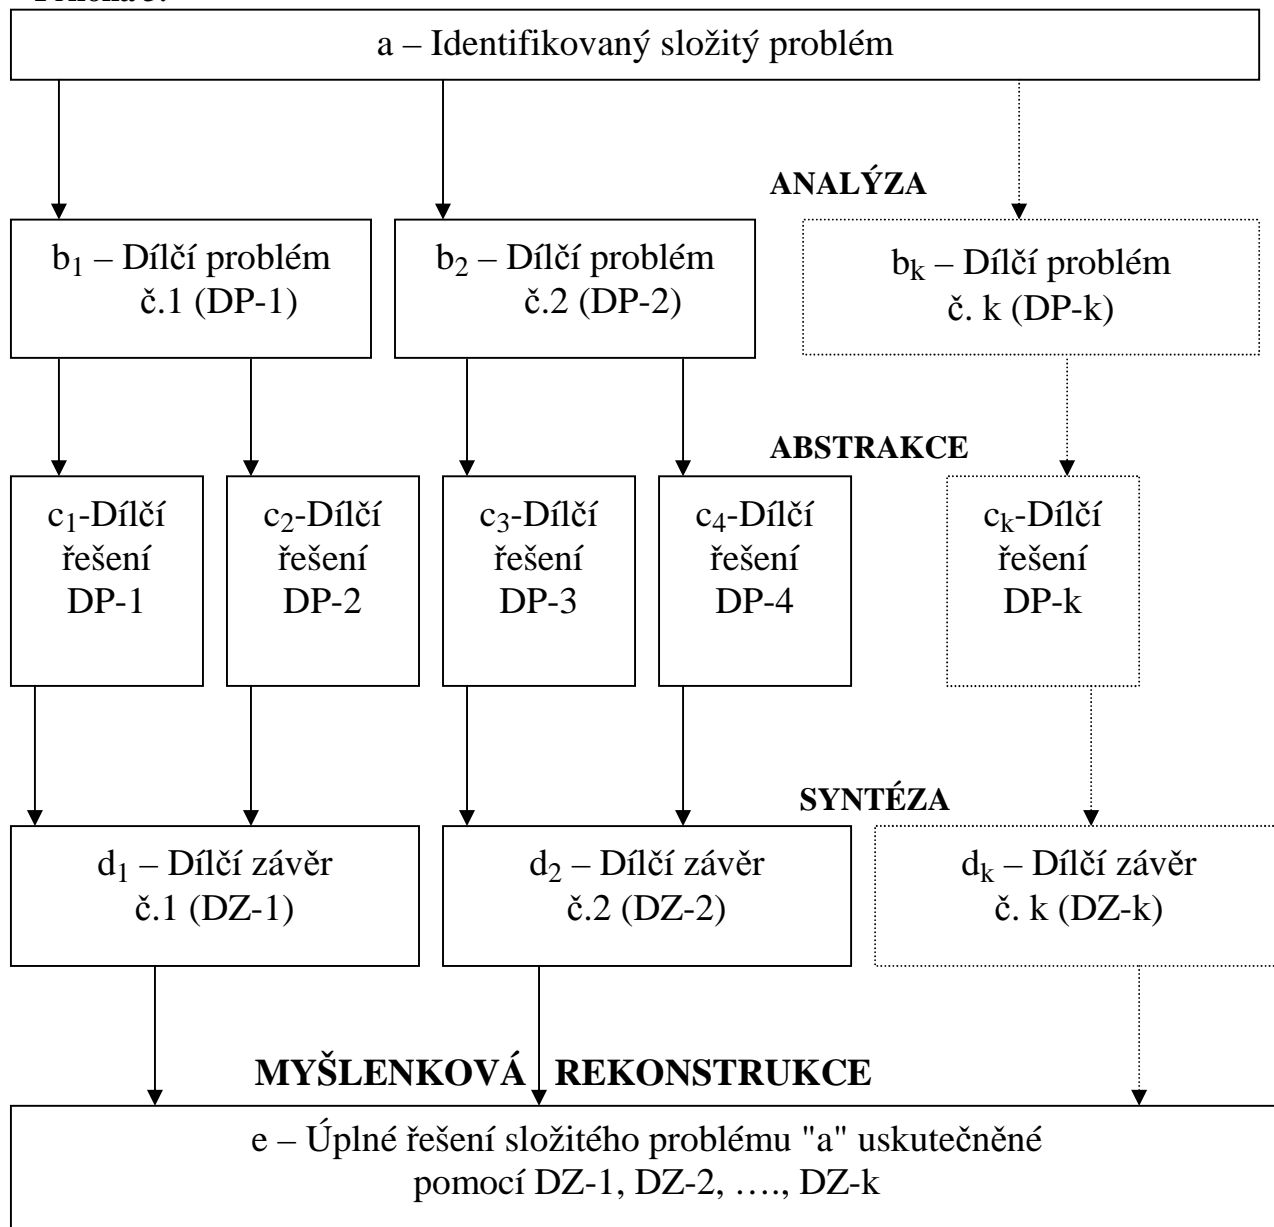 a – Identifikovaný složitý problém
ANALÝZA
b1 – Dílčí problém
č.1 (DP-1)
b2 – Dílčí problém
č.2 (DP-2)
bk – Dílčí problém
č. k (DP-k)
ABSTRAKCE
c1-Dílčí
řešení
DP-1
c2-Dílčí
řešení
DP-2
c3-Dílčí
řešení
DP-3
c4-Dílčí
řešení
DP-4
ck-Dílčí
řešení
DP-k
SYNTÉZA
d1 – Dílčí závěr
č.1 (DZ-1)
d2 – Dílčí závěr
č.2 (DZ-2)
dk – Dílčí závěr
č. k (DZ-k)
MYŠLENKOVÁ REKONSTRUKCE
e – Úplné řešení složitého problému "a" uskutečněné
pomocí DZ-1, DZ-2, …., DZ-k